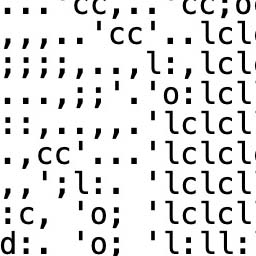 ...'cc,..'cc;o
,,,..'cc'..lcl
;;;;,..,l:,lcl
...,;;'.'o:lcl
::,..,,.'lclcl
.,cc'...'lclcl
,,';l:. 'lclcl
:c, 'o; 'lclcl
d:. 'o; 'l:ll: